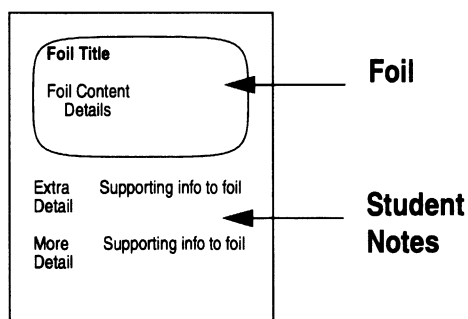 Foil Title
Foil Content
Details
Foil
Extra Supporting info to foil
Detail
More Supporting info to foil
Detail
Student
Notes